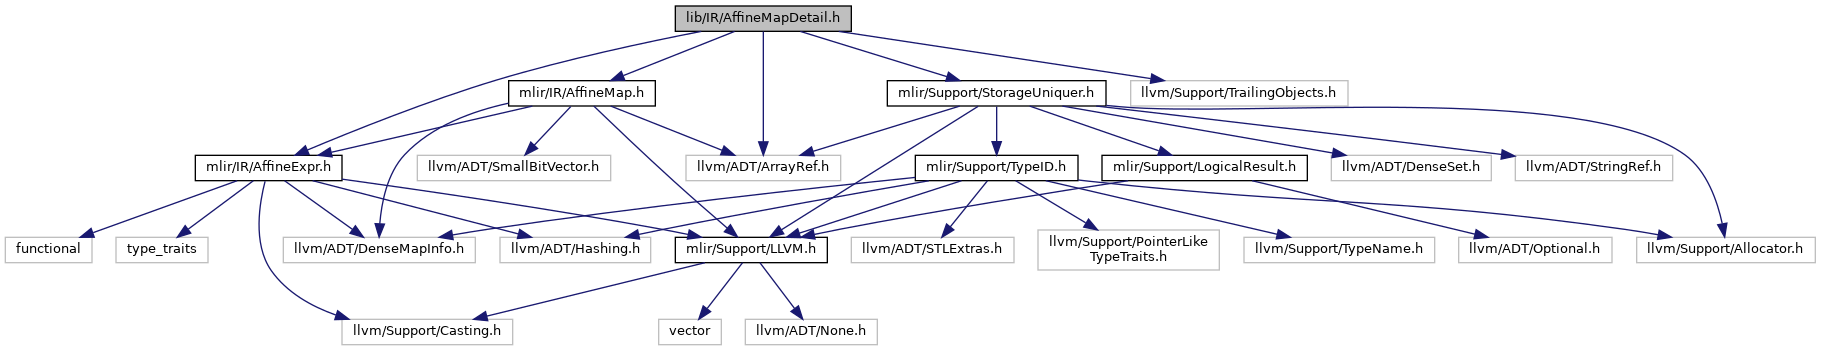 lib/IR/AffineMapDetail.h
mlir/IR/AffineMap.h
mlir/Support/StorageUniquer.h
llvm/Support/TrailingObjects.h
mlir/IR/AffineExpr.h
llvm/ADT/SmallBitVector.h
llvm/ADT/ArrayRef.h
mlir/Support/TypeID.h
mlir/Support/LogicalResult.h
llvm/ADT/DenseSet.h
llvm/ADT/StringRef.h
functional
type_traits
llvm/ADT/DenseMapInfo.h
llvm/ADT/Hashing.h
mlir/Support/LLVM.h
llvm/ADT/STLExtras.h
llvm/Support/PointerLike
TypeTraits.h
llvm/Support/TypeName.h
llvm/ADT/Optional.h
llvm/Support/Allocator.h
llvm/Support/Casting.h
vector
llvm/ADT/None.h